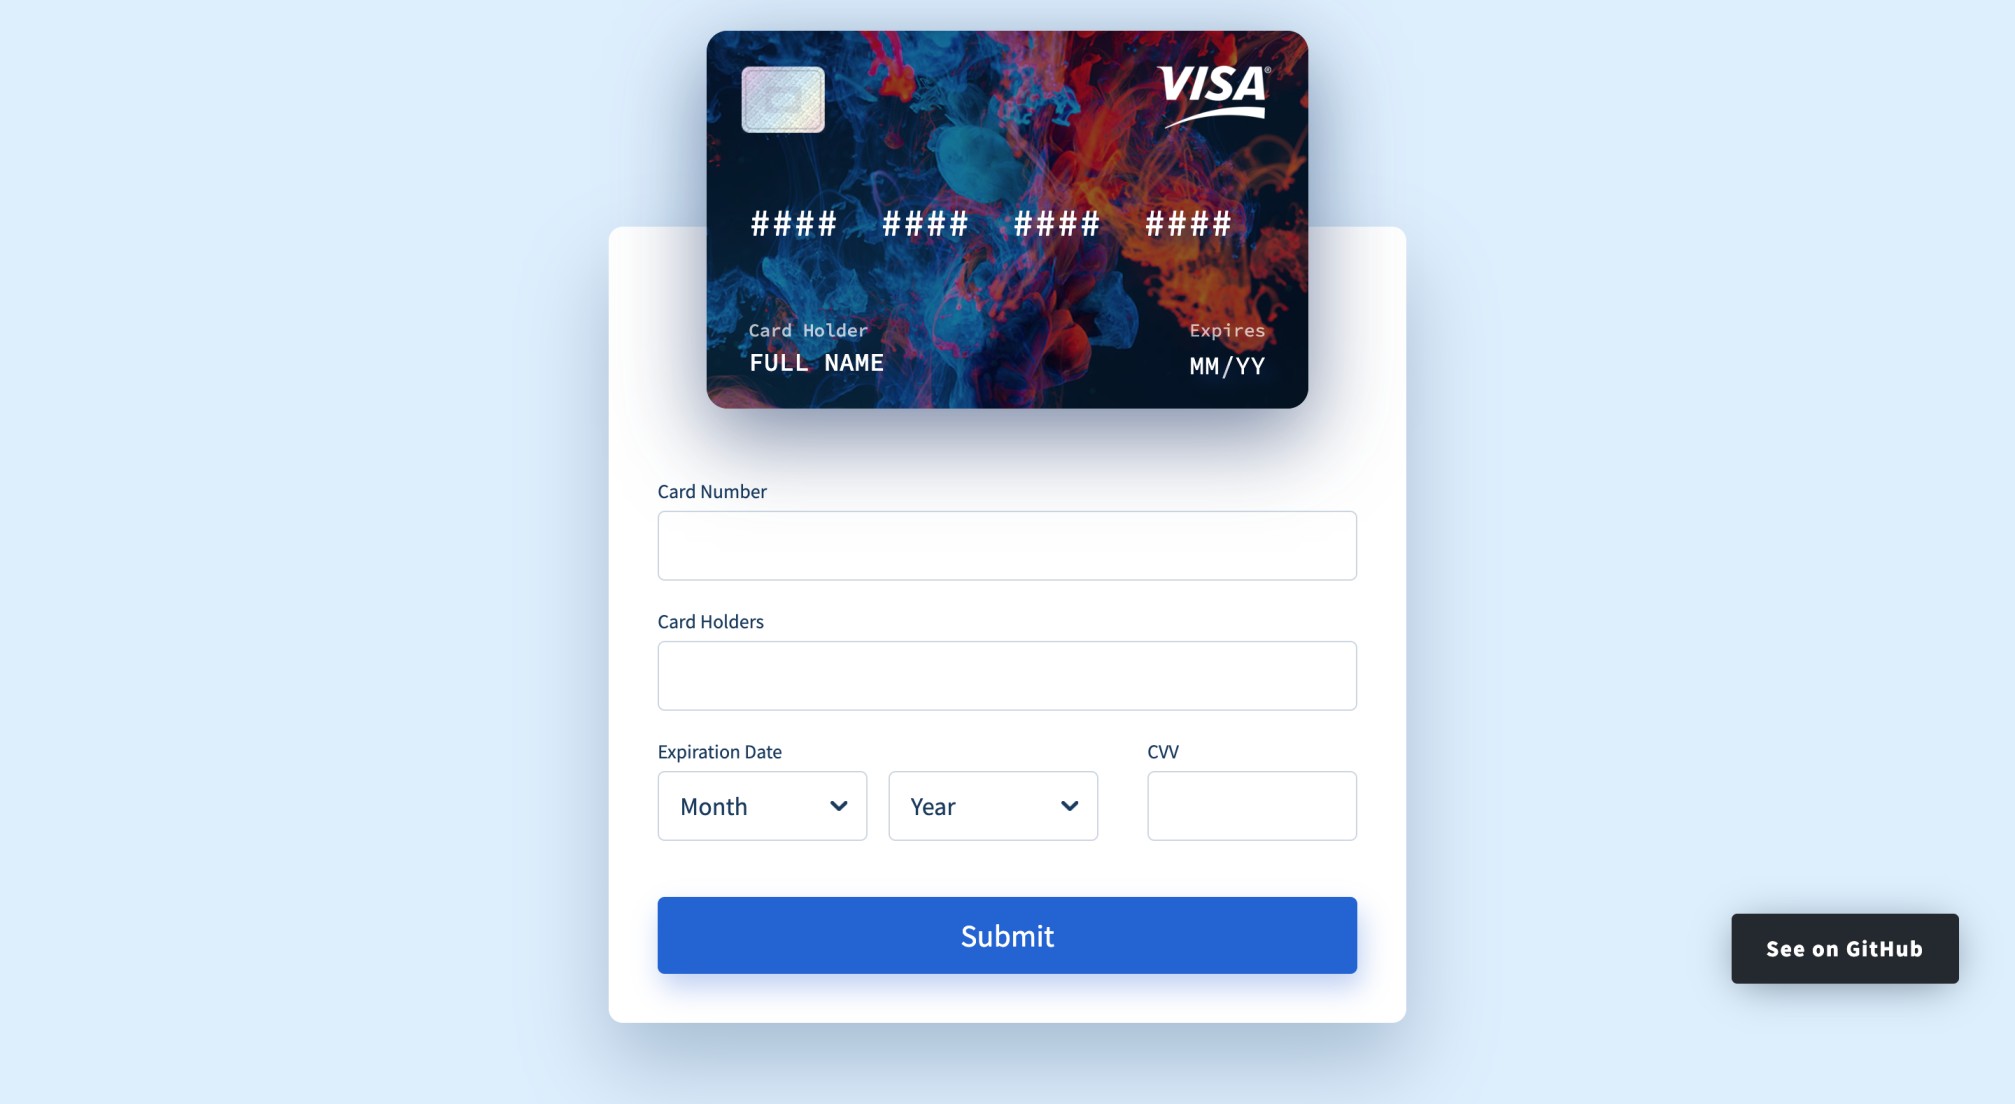 VISA®
#### #### #### ####
Card Holder
FULL NAME
Expires
MM/YY
Card Number
Card Holders
Expiration Date
CVV
Month
Year
Submit
See on GitHub